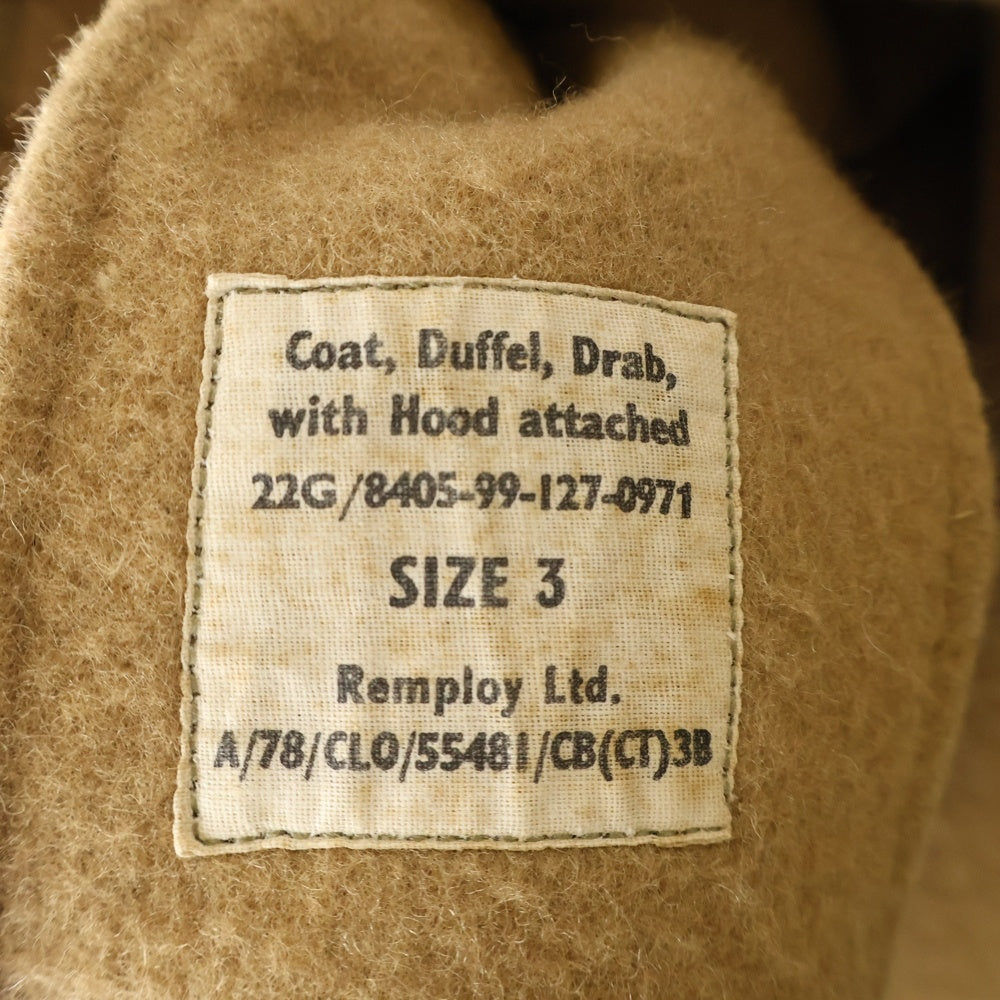 Coat, Duffel, Drab,
with Hood attached
22G/8405-99-127-0971
SIZE 3
Remploy Ltd.
A/78/CLO/55481/CB(CT)3B